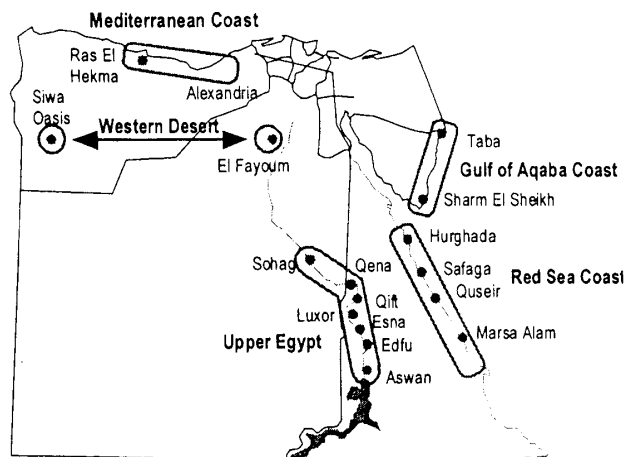 Mediterranean Coast
Ras El
Hekma
Alexandria
Siwa
Oasis
Western Desert
El Fayoum
Taba
Gulf of Aqaba Coast
Sharm El Sheikh
Hurghada
Sohag
Qena
Safaga
Red Sea Coast
Quseir
Qift
Luxor
Esna
Upper Egypt
Edfu
Marsa Alam
Aswan